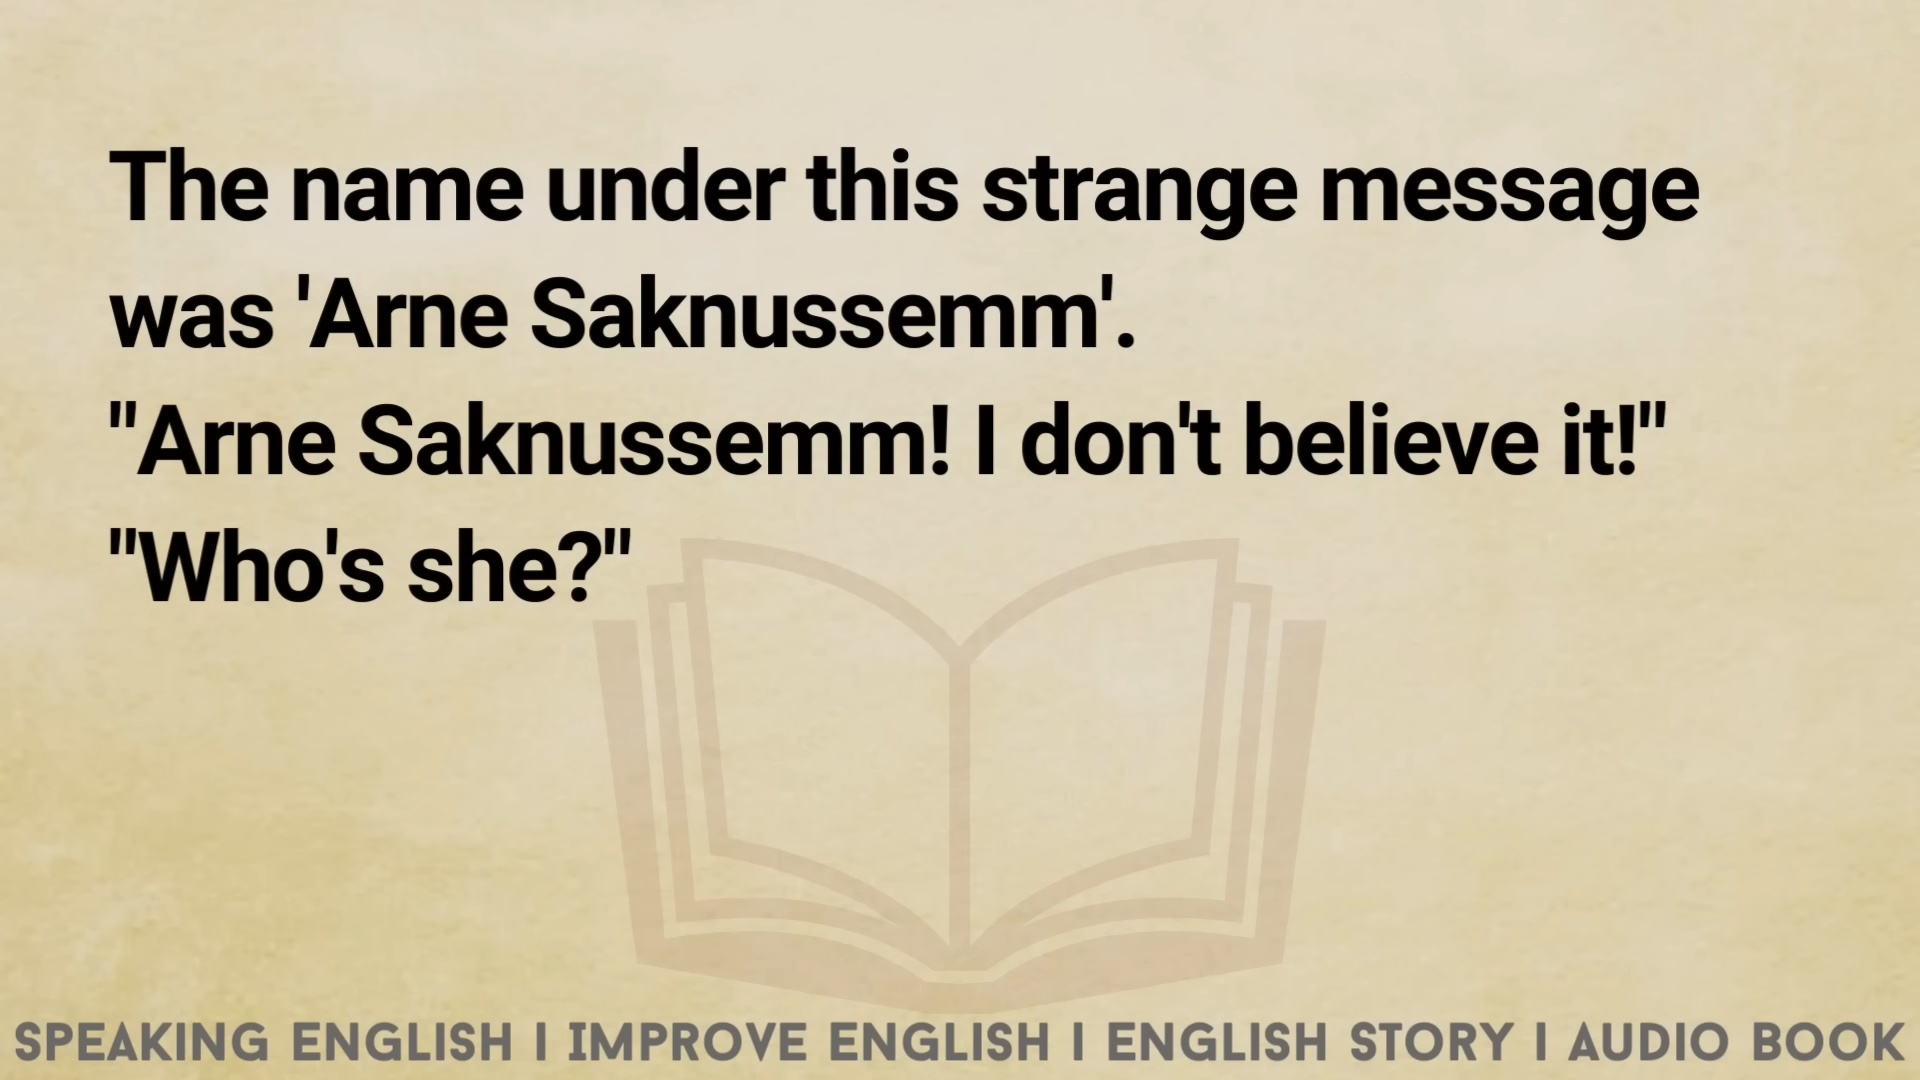 The name under this strange message
was 'Arne Saknussemm'.
"Arne Saknussemm! I don't believe it!"
"Who's she?"
SPEAKING ENGLISH I IMPROVE ENGLISH I ENGLISH STORY I AUDIO BOOK